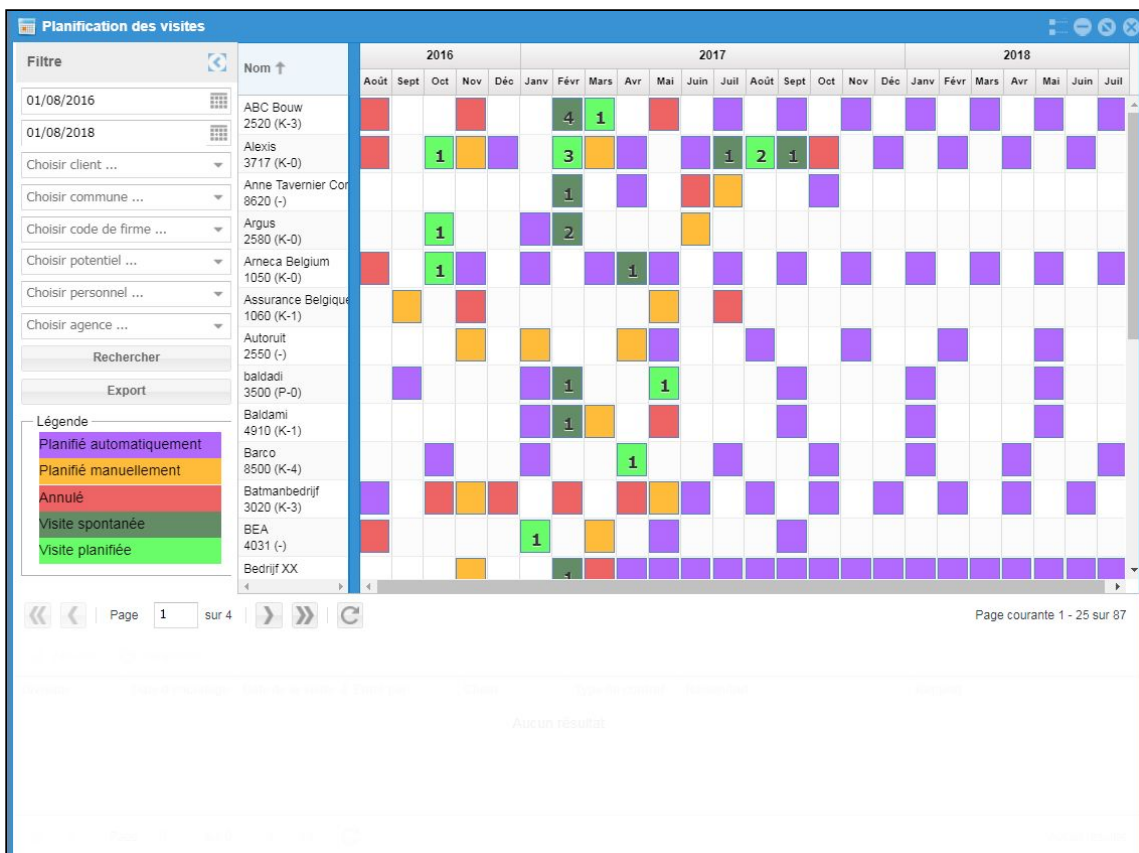 Planification des visites
Filtre
01/08/2016
01/08/2018
Choisir client ...
Choisir commune ...
Choisir code de firme ...
Choisir potentiel ...
Choisir personnel ...
Choisir agence ...
Rechercher
Export
Légende
Planifié automatiquement
Planifié manuellement
Annulé
Visite spontanée
Visite planifiée
Nom
2016 2017 2018
Août Sept Oct Nov Déc Janv Févr Mars Avr Mai Juin Juil Août Sept Oct Nov Déc Janv Févr Mars Avr Mai Juin Juil
ABC Bouw
2520 (K-3)
4 1
Alexis
3717 (K-0)
1 3 1 2 1
Anne Tavernier Cor
8620 (-)
1
Argus
2580 (K-0)
1 2
Arneca Belgium
1050 (K-0)
1 1
Assurance Belgique
1060 (K-1)
Autoruit
2550 (-)
baldadi
3500 (P-0)
1 1
Baldami
4910 (K-1)
1
Barco
8500 (K-4)
1
Batmanbedrijf
3020 (K-3)
BEA
4031 (-)
1
Bedrijf XX
1
Page 1 sur 4
Page courante 1 - 25 sur 87
Aucun résultat